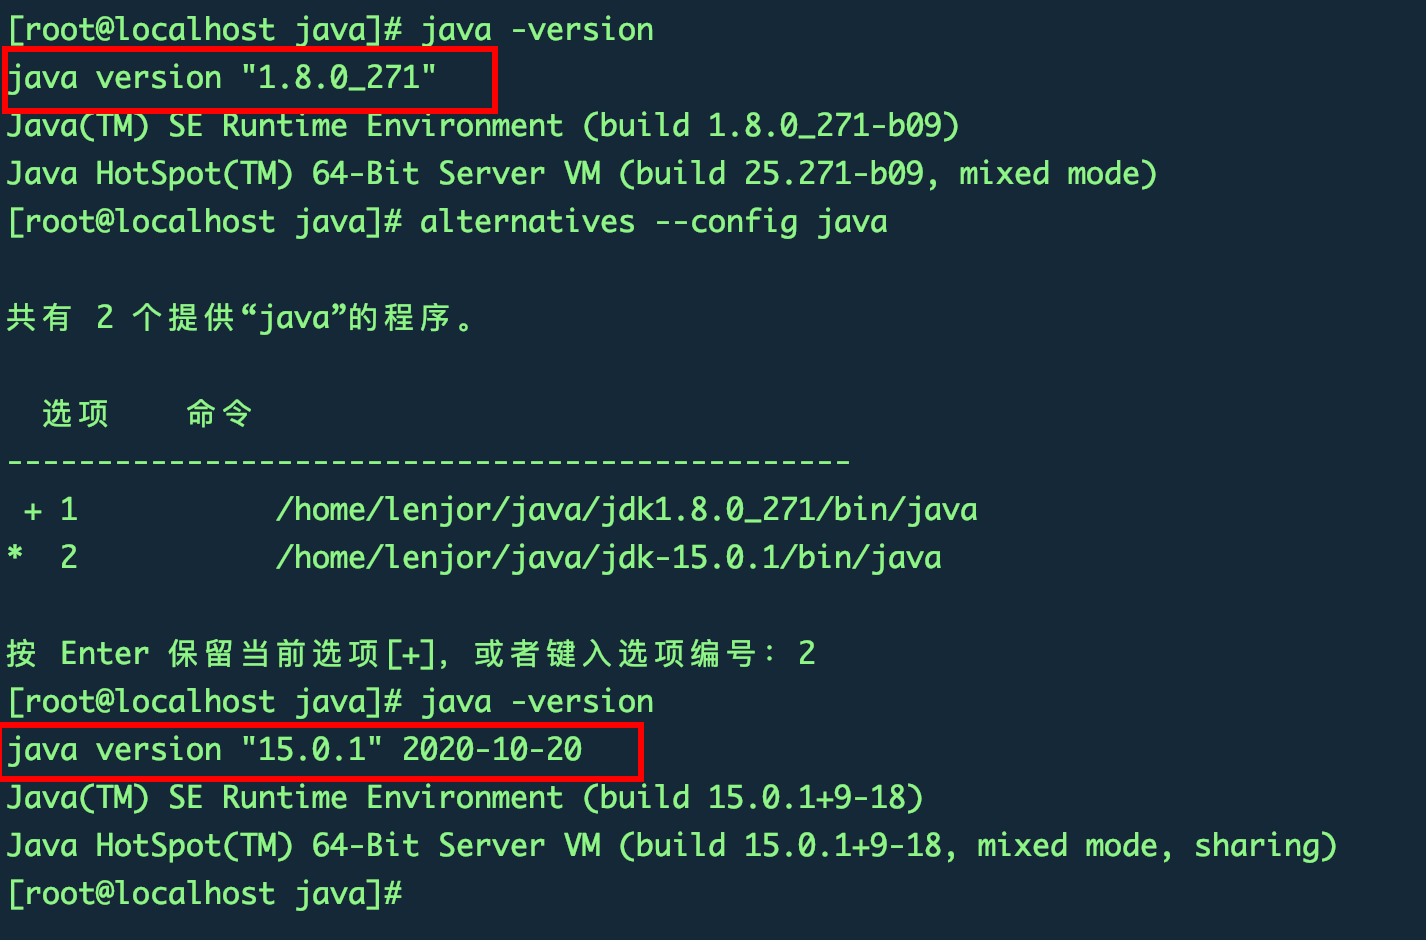 [root@localhost java]# java -version
java version "1.8.0_271"
Java(TM) SE Runtime Environment (build 1.8.0_271-b09)
Java HotSpot(TM) 64-Bit Server VM (build 25.271-b09, mixed mode)
[root@localhost java]# alternatives --config java
共有 2 个提供“java”的程序。
选项    命令
-----------------------------------------------
 + 1           /home/lenjor/java/jdk1.8.0_271/bin/java
*  2           /home/lenjor/java/jdk-15.0.1/bin/java
按 Enter 保留当前选项[+]，或者键入选项编号：2
[root@localhost java]# java -version
java version "15.0.1" 2020-10-20
Java(TM) SE Runtime Environment (build 15.0.1+9-18)
Java HotSpot(TM) 64-Bit Server VM (build 15.0.1+9-18, mixed mode, sharing)
[root@localhost java]#